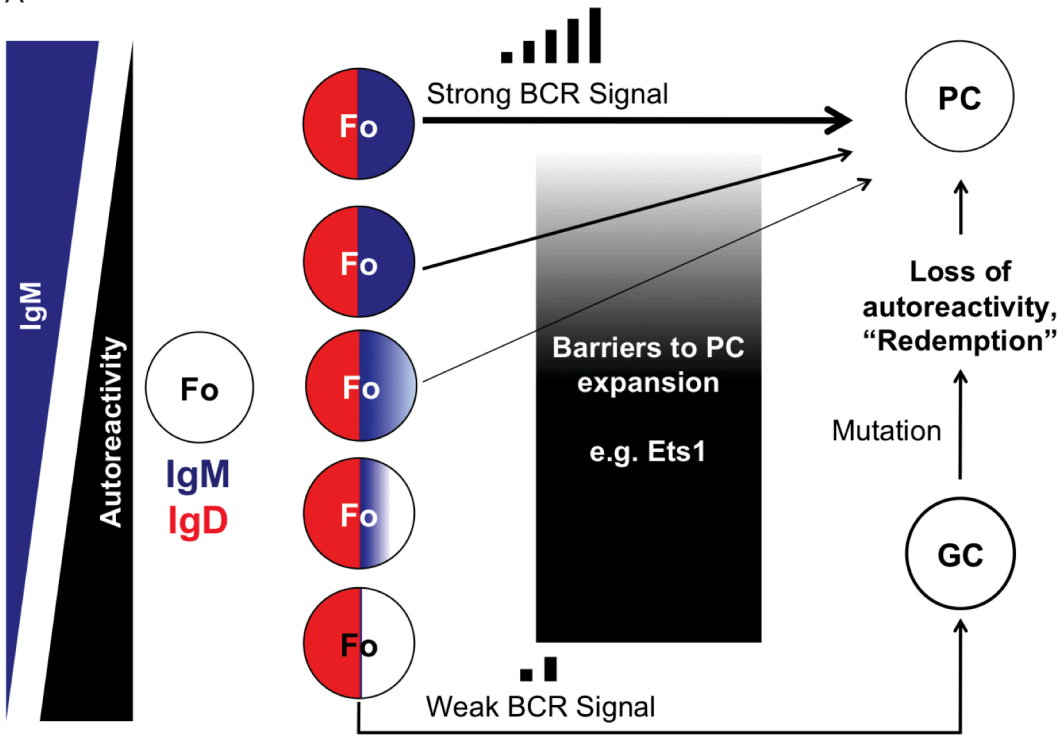 A
Strong BCR Signal
Fo
PC
Fo
IgM
Autoreactivity
Fo
IgM
IgD
Fo
Barriers to PC
expansion
e.g. Ets1
Loss of
autoreactivity,
“Redemption”
Mutation
Fo
GC
Fo
Weak BCR Signal